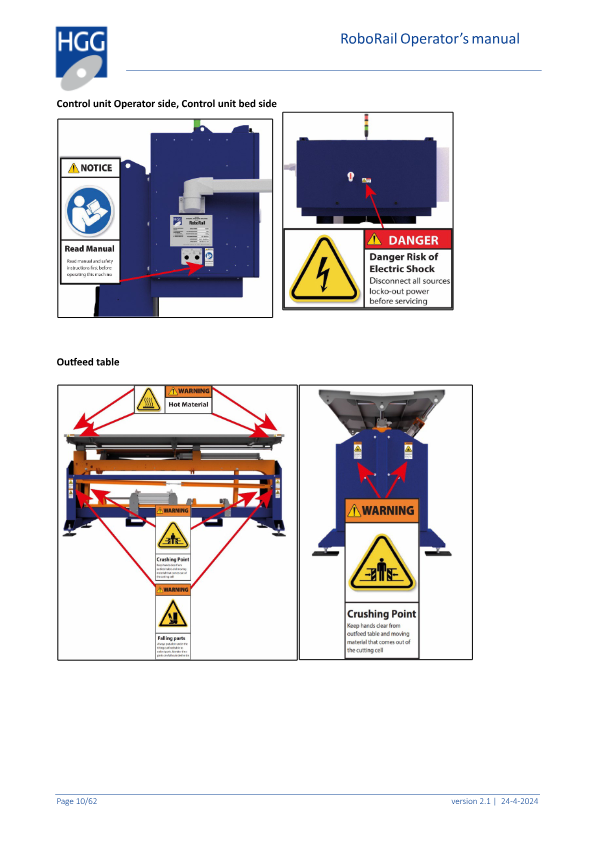 HGG
RoboRail Operator's manual
Control unit Operator side, Control unit bed side
NOTICE
Read Manual
Read manual and safety
instructions first before
operating this machine
HGG
RoboRail
DANGER
Danger Risk of
Electric Shock
Disconnect all sources
locko-out power
before servicing
Outfeed table
WARNING
Hot Material
WARNING
Crushing Point
WARNING
Falling parts
WARNING
Crushing Point
Keep hands clear from
outfeed table and moving
material that comes out of
the cutting cell
Page 10/62
version 2.1 | 24-4-2024